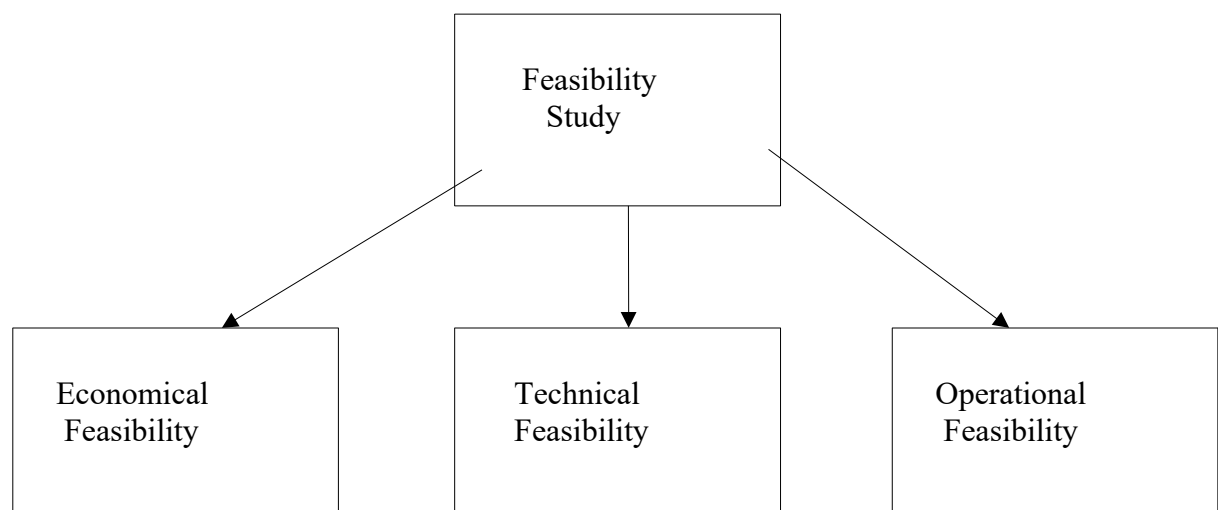 Feasibility
Study
Economical
Feasibility
Technical
Feasibility
Operational
Feasibility